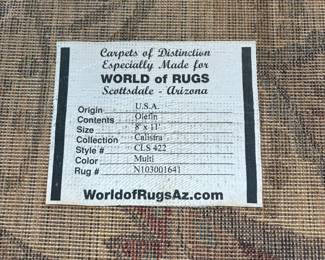 Carpets of Distinction
Especially Made for
WORLD of RUGS
Scottsdale - Arizona
Origin U.S.A.
Contents Olefin
Size 8' x 11'
Collection Calistra
Style # CLS 422
Color Multi
Rug # N103001641
WorldofRugsAz.com